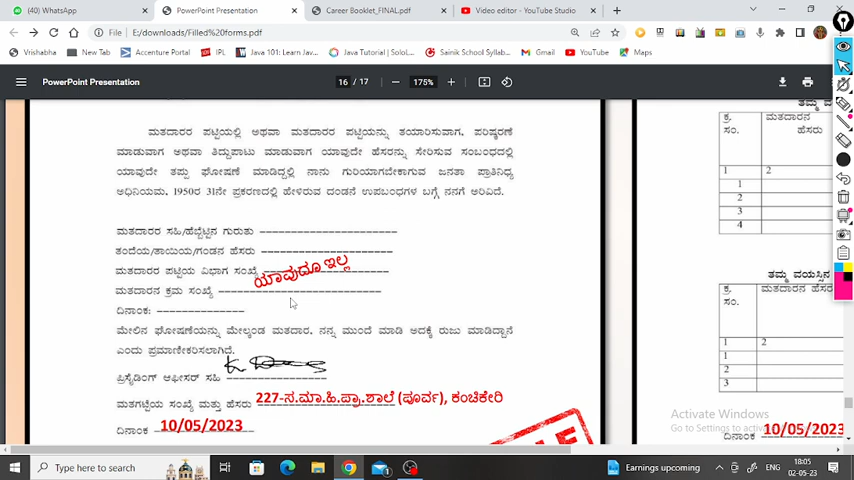 (40) WhatsApp
PowerPoint Presentation
Career Booklet_FINAL.pdf
Video editor - YouTube Studio
File
E:/downloads/Filled%20forms.pdf
Vrishabha
New Tab
Accenture Portal
IPL
Java 101: Learn Jav...
Java Tutorial | SoloL...
Sainik School Syllab...
Gmail
YouTube
Maps
PowerPoint Presentation
16 / 17
175%
ಮತದಾರರ ಪಟ್ಟಿಯಲ್ಲಿ ಅಥವಾ ಮತದಾರರ ಪಟ್ಟಿಯನ್ನು ತಯಾರಿಸುವಾಗ, ಪರಿಷ್ಕರಣೆ
ಮಾಡುವಾಗ ಅಥವಾ ತಿದ್ದುಪಾಟು ಮಾಡುವಾಗ ಯಾವುದೇ ಹೆಸರನ್ನು ಸೇರಿಸುವ ಸಂಬಂಧದಲ್ಲಿ
ಯಾವುದೇ ತಪ್ಪು ಘೋಷಣೆ ಮಾಡಿದ್ದಲ್ಲಿ ನಾನು ಗುರಿಯಾಗಬೇಕಾಗುವ ಜನತಾ ಪ್ರಾತಿನಿಧ್ಯ
ಅಧಿನಿಯಮ, 1950ರ 31ನೇ ಪ್ರಕರಣದಲ್ಲಿ ಹೇಳಿರುವ ದಂಡನೆ ಉಪಬಂಧಗಳ ಬಗ್ಗೆ ನನಗೆ ಅರಿವಿದೆ.
ಮತದಾರರ ಸಹಿ/ಹೆಬ್ಬೆಟ್ಟಿನ ಗುರುತು
ತಂದೆಯ/ತಾಯಿಯ/ಗಂಡನ ಹೆಸರು
ಮತದಾರರ ಪಟ್ಟಿಯ ವಿಭಾಗ ಸಂಖ್ಯೆ
ಯಾವುದೂ ಇಲ್ಲ
ಮತದಾರನ ಕ್ರಮ ಸಂಖ್ಯೆ
ದಿನಾಂಕ:
ಮೇಲಿನ ಘೋಷಣೆಯನ್ನು ಮೇಲ್ಕಂಡ ಮತದಾರ, ನನ್ನ ಮುಂದೆ ಮಾಡಿ ಅದಕ್ಕೆ ರುಜು ಮಾಡಿದ್ದಾನೆ
ಎಂದು ಪ್ರಮಾಣೀಕರಿಸಲಾಗಿದೆ.
ಪ್ರಿಸೈಡಿಂಗ್ ಆಫೀಸರ್ ಸಹಿ
ಮತಗಟ್ಟೆಯ ಸಂಖ್ಯೆ ಮತ್ತು ಹೆಸರು 227-ಸ.ಮಾ.ಹಿ.ಪ್ರಾ.ಶಾಲೆ (ಪೂರ್ವ), ಕಂಚಿಕೇರಿ
ದಿನಾಂಕ 10/05/2023
ತಮ್ಮ
ಕ್ರ. ಮತದಾರನ
ಸಂ. ಹೆಸರು
1 2
1
2
3
4
ತಮ್ಮ ವಯಸ್ಸಿನ
ಕ್ರ. ಮತದಾರನ
ಸಂ.
1 2
1
2
3
ದಿನಾಂಕ 10/05/2023
Activate Windows
Go to Settings to
Type here to search
Earnings upcoming
ENG
18:05
02-05-23